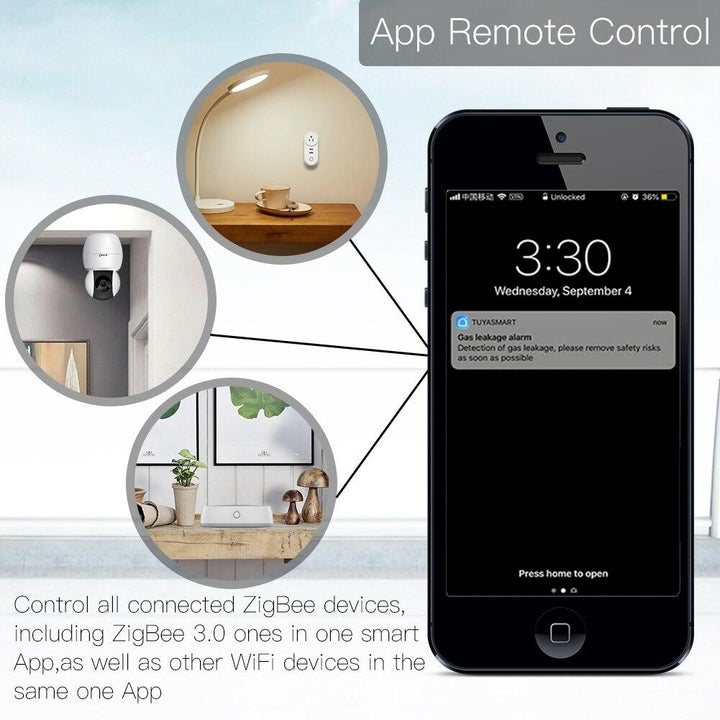 App Remote Control
中国移动 VPN Unlocked 36%
3:30
Wednesday, September 4
TUYASMART now
Gas leakage alarm
Detection of gas leakage, please remove safety risks
as soon as possible
Press home to open
Control all connected ZigBee devices,
including ZigBee 3.0 ones in one smart
App,as well as other WiFi devices in the
same one App